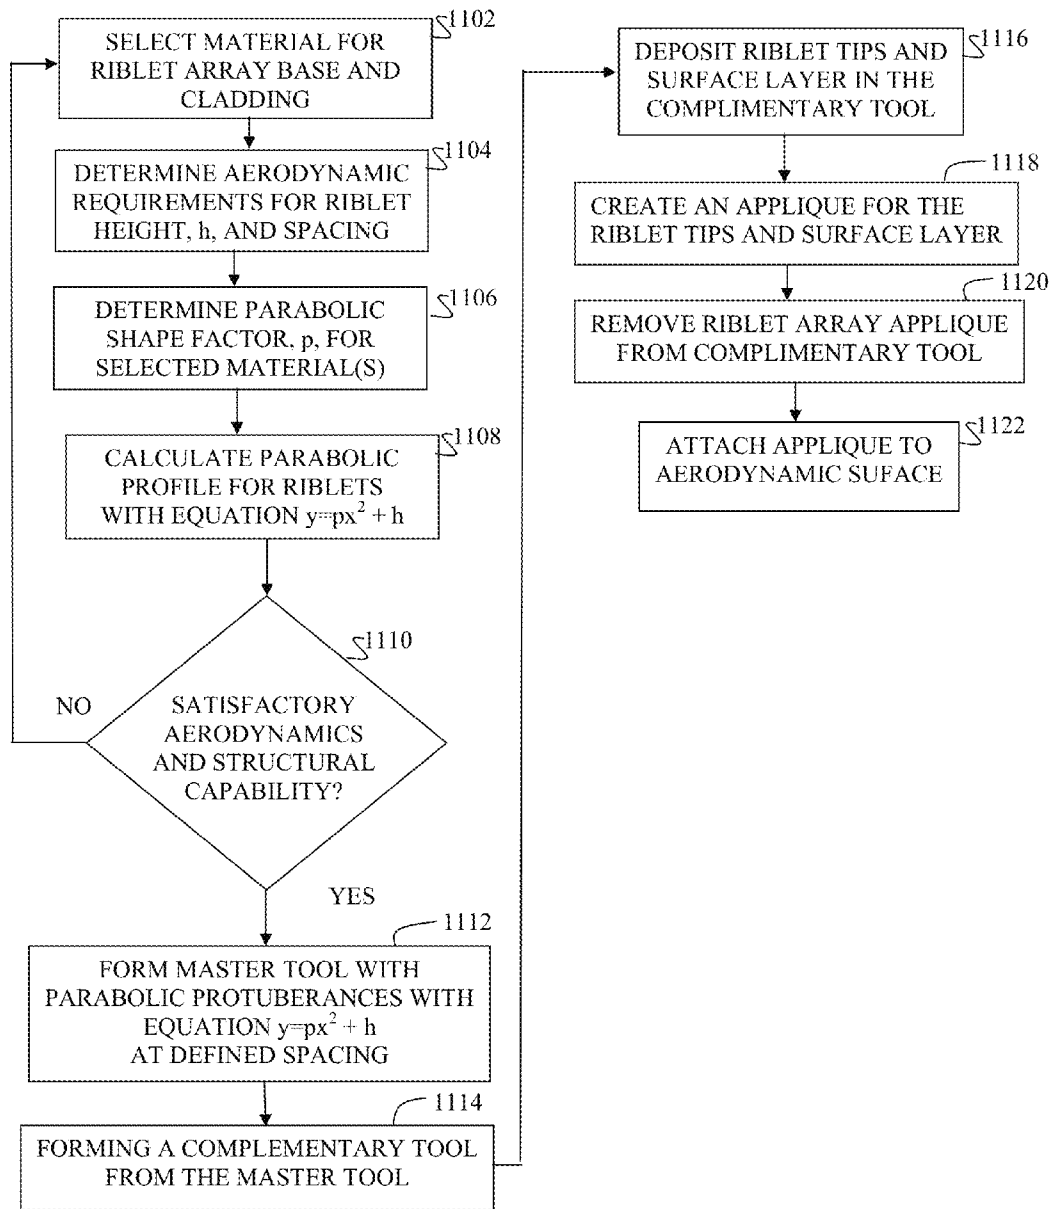 1102
SELECT MATERIAL FOR
RIBLET ARRAY BASE AND
CLADDING
1104
DETERMINE AERODYNAMIC
REQUIREMENTS FOR RIBLET
HEIGHT, h, AND SPACING
1106
DETERMINE PARABOLIC
SHAPE FACTOR, p, FOR
SELECTED MATERIAL(S)
1108
CALCULATE PARABOLIC
PROFILE FOR RIBLETS
WITH EQUATION y=px² + h
1110
NO
SATISFACTORY
AERODYNAMICS
AND STRUCTURAL
CAPABILITY?
YES
1112
FORM MASTER TOOL WITH
PARABOLIC PROTUBERANCES WITH
EQUATION y=px² + h
AT DEFINED SPACING
1114
FORMING A COMPLEMENTARY TOOL
FROM THE MASTER TOOL
1116
DEPOSIT RIBLET TIPS AND
SURFACE LAYER IN THE
COMPLIMENTARY TOOL
1118
CREATE AN APPLIQUE FOR THE
RIBLET TIPS AND SURFACE LAYER
1120
REMOVE RIBLET ARRAY APPLIQUE
FROM COMPLIMENTARY TOOL
1122
ATTACH APPLIQUE TO
AERODYNAMIC SUFACE